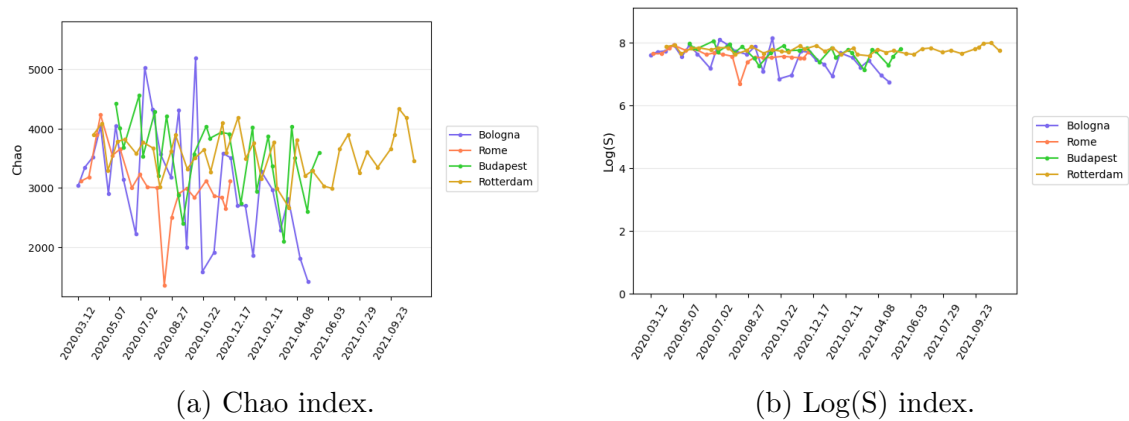 Chao
5000
4000
3000
2000
2020.03.12
2020.05.07
2020.07.02
2020.08.27
2020.10.22
2020.12.17
2021.02.11
2021.04.08
2021.06.03
2021.07.29
2021.09.23
Bologna
Rome
Budapest
Rotterdam
(a) Chao index.
Log(S)
8
6
4
2
0
2020.03.12
2020.05.07
2020.07.02
2020.08.27
2020.10.22
2020.12.17
2021.02.11
2021.04.08
2021.06.03
2021.07.29
2021.09.23
Bologna
Rome
Budapest
Rotterdam
(b) Log(S) index.